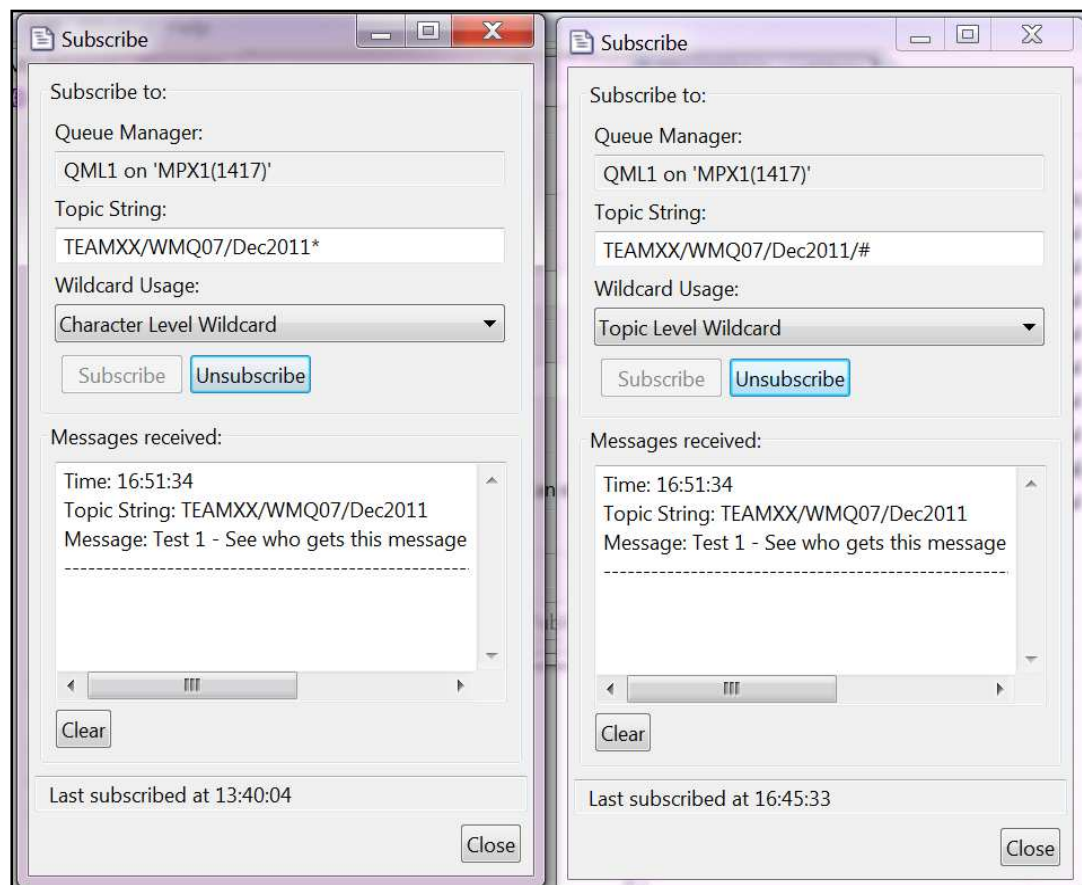 Subscribe
Subscribe to:
Queue Manager:
QML1 on 'MPX1(1417)'
Topic String:
TEAMXX/WMQ07/Dec2011*
Wildcard Usage:
Character Level Wildcard
Subscribe Unsubscribe
Messages received:
Time: 16:51:34
Topic String: TEAMXX/WMQ07/Dec2011
Message: Test 1 - See who gets this message
--------------------------------------------------
Clear
Last subscribed at 13:40:04
Close
Subscribe
Subscribe to:
Queue Manager:
QML1 on 'MPX1(1417)'
Topic String:
TEAMXX/WMQ07/Dec2011/#
Wildcard Usage:
Topic Level Wildcard
Subscribe Unsubscribe
Messages received:
Time: 16:51:34
Topic String: TEAMXX/WMQ07/Dec2011
Message: Test 1 - See who gets this message
--------------------------------------------------
Clear
Last subscribed at 16:45:33
Close